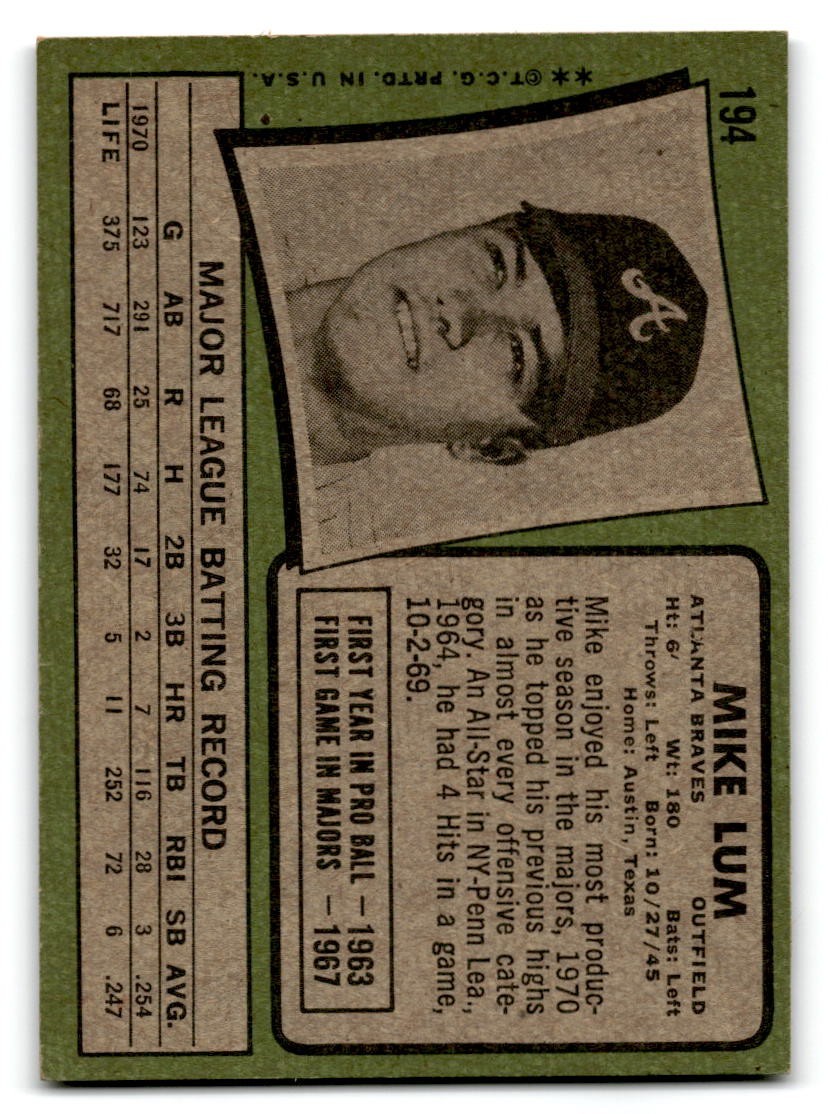 194
MIKE LUM
ATLANTA BRAVES OUTFIELD
Ht: 6' Wt: 180 Bats: Left
Throws: Left Born: 10/27/45
Home: Austin, Texas
Mike enjoyed his most produc-
tive season in the majors, 1970
as he topped his previous highs
in almost every offensive cate-
gory. An All-Star in NY-Penn Lea.,
1964, he had 4 Hits in a game,
10-2-69.
FIRST YEAR IN PRO BALL — 1963
FIRST GAME IN MAJORS — 1967
A
**©T.C.G. PRTD. IN U.S.A.
MAJOR LEAGUE BATTING RECORD
G AB R H 2B 3B HR TB RBI SB AVG.
1970 123 291 25 74 17 2 7 116 28 3 .254
LIFE 375 717 68 177 32 5 11 252 72 6 .247